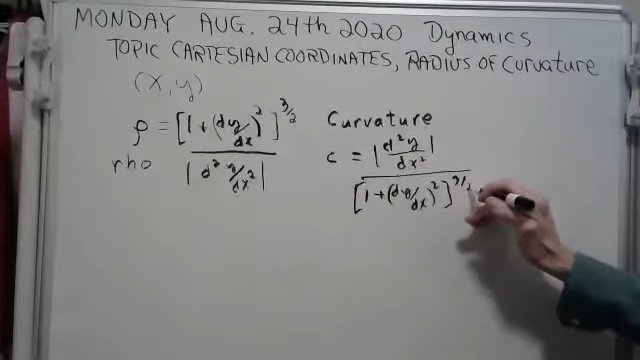 MONDAY AUG. 24th 2020 Dynamics
TOPIC CARTESIAN COORDINATES, RADIUS OF Curvature
(X, y)
ρ = [1+(dy/dx)²]^3/2
| d² y/dx² |
rho
Curvature
c = | d²y/dx² |
[1+(dy/dx)²]^3/2